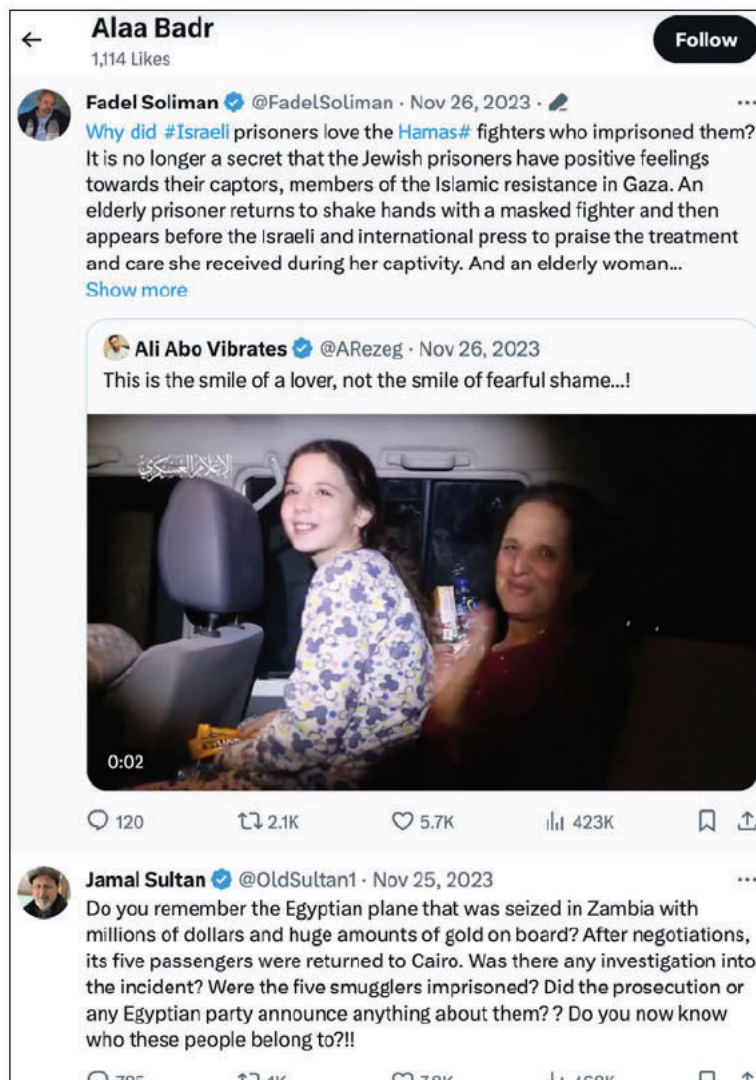 Alaa Badr
1,114 Likes
Follow
Fadel Soliman @FadelSoliman · Nov 26, 2023 ·
Why did #Israeli prisoners love the Hamas# fighters who imprisoned them?
It is no longer a secret that the Jewish prisoners have positive feelings
towards their captors, members of the Islamic resistance in Gaza. An
elderly prisoner returns to shake hands with a masked fighter and then
appears before the Israeli and international press to praise the treatment
and care she received during her captivity. And an elderly woman...
Show more
Ali Abo Vibrates @ARezeg · Nov 26, 2023
This is the smile of a lover, not the smile of fearful shame...!
الإعلام العسكري
0:02
120 2.1K 5.7K 423K
Jamal Sultan @OldSultan1 · Nov 25, 2023
Do you remember the Egyptian plane that was seized in Zambia with
millions of dollars and huge amounts of gold on board? After negotiations,
its five passengers were returned to Cairo. Was there any investigation into
the incident? Were the five smugglers imprisoned? Did the prosecution or
any Egyptian party announce anything about them? ? Do you now know
who these people belong to?!!